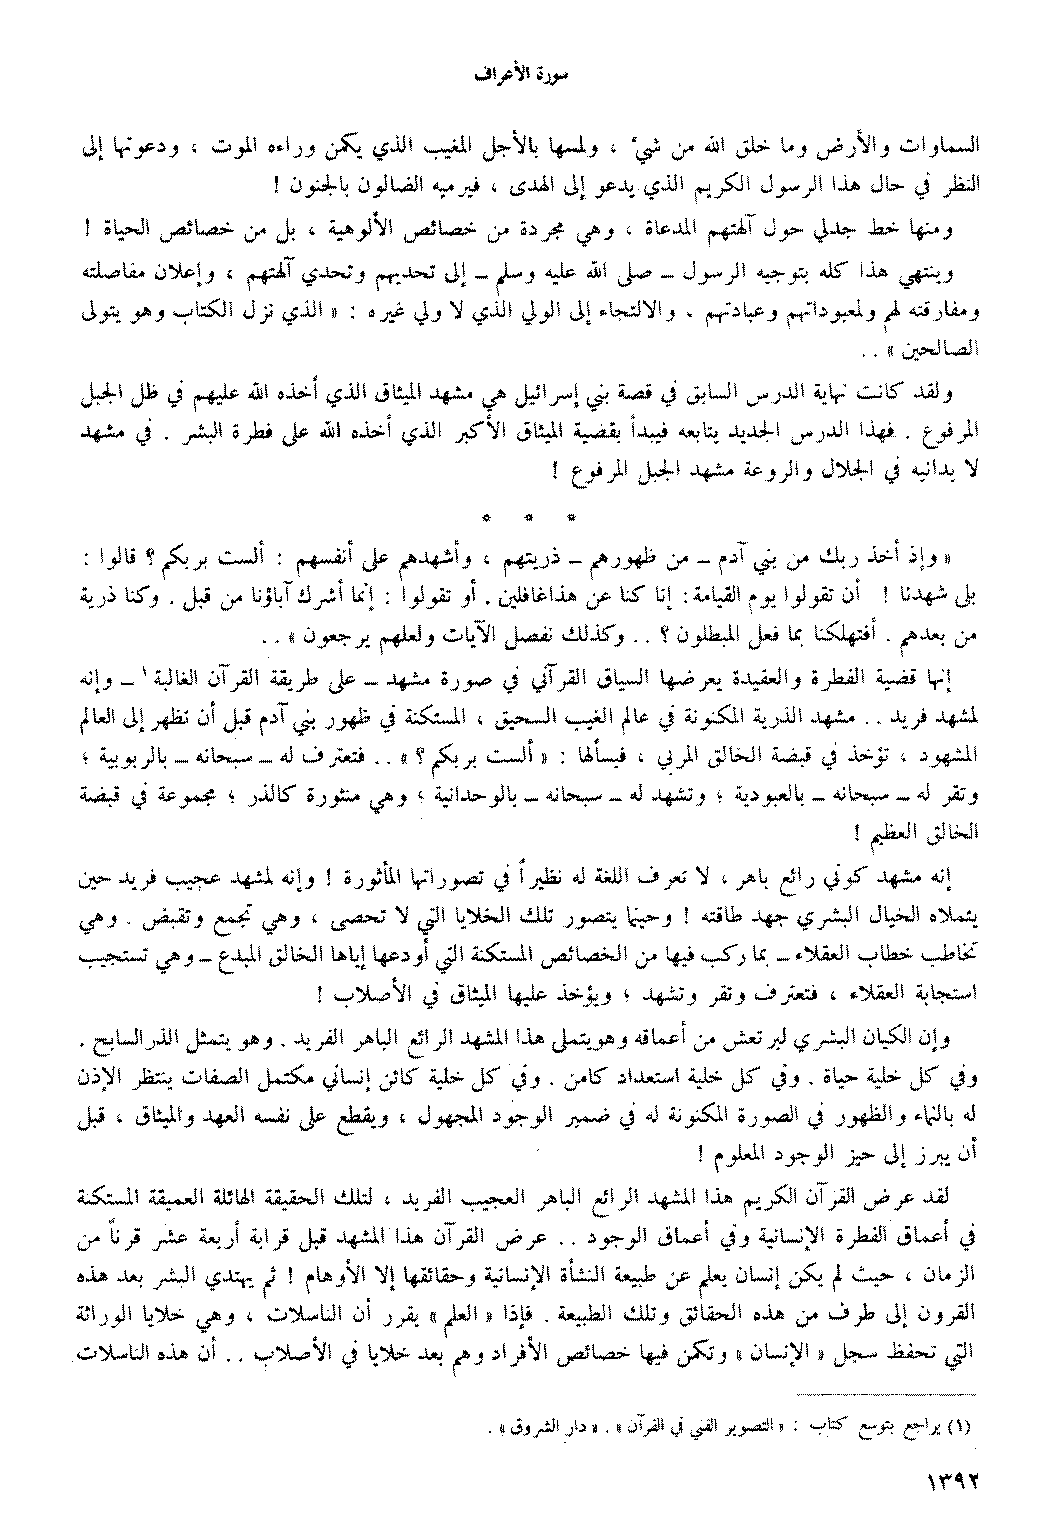 سورة الأعراف
السماوات والأرض وما خلق الله من شيء ، ولمسها بالأجل المغيب الذي يكمن وراءه الموت ، ودعوتها إلى
النظر في حال هذا الرسول الكريم الذي يدعو إلى الهدى ، فيرميه الضالون بالجنون !
ومنها خط جدلي حول آلهتهم المدعاة ، وهي مجردة من خصائص الألوهية ، بل من خصائص الحياة !
وينتهي هذا كله بتوجيه الرسول – صلى الله عليه وسلم – إلى تحديهم وتحدي آلهتهم ، وإعلان مفاصلته
ومفارقته لهم ولمعبوداتهم وعبادتهم ، والالتجاء إلى الولي الذي لا ولي غيره : « الذي نزل الكتاب وهو يتولى
الصالحين » . .
ولقد كانت نهاية الدرس السابق في قصة بني إسرائيل هي مشهد الميثاق الذي أخذه الله عليهم في ظل الجبل
المرفوع . فهذا الدرس الجديد يتابعه فيبدأ بقضية الميثاق الأكبر الذي أخذه الله على فطرة البشر . في مشهد
لا يدانيه في الجلال والروعة مشهد الجبل المرفوع !
* * *
« وإذ أخذ ربك من بني آدم – من ظهورهم – ذريتهم ، وأشهدهم على أنفسهم : ألست بربكم ؟ قالوا :
بلى شهدنا ! أن تقولوا يوم القيامة : إنا كنا عن هذا غافلين . أو تقولوا : إنما أشرك آباؤنا من قبل . وكنا ذرية
من بعدهم . أفتهلكنا بما فعل المبطلون ؟ . . وكذلك نفصل الآيات ولعلهم يرجعون » . .
إنها قضية الفطرة والعقيدة يعرضها السياق القرآني في صورة مشهد – على طريقة القرآن الغالبة ١ – وإنه
لمشهد فريد . . مشهد الذرية المكنونة في عالم الغيب السحيق ، المستكنة في ظهور بني آدم قبل أن تظهر إلى العالم
المشهود ، تؤخذ في قبضة الخالق المربي ، فيسألها : « ألست بربكم ؟ » . . فتعترف له – سبحانه – بالربوبية ؛
وتقر له – سبحانه – بالعبودية ؛ وتشهد له – سبحانه – بالوحدانية ؛ وهي منثورة كالذر ؛ مجموعة في قبضة
الخالق العظيم !
إنه مشهد كوني رائع باهر ، لا تعرف اللغة له نظيراً في تصوراتها المأثورة ! وإنه لمشهد عجيب فريد حين
يتملاه الخيال البشري جهد طاقته ! وحينما يتصور تلك الخلايا التي لا تحصى ، وهي تجمع وتقبض . وهي
تخاطب خطاب العقلاء – بما ركب فيها من الخصائص المستكنة التي أودعها إياها الخالق المبدع – وهي تستجيب
استجابة العقلاء ، فتعترف وتقر وتشهد ؛ ويؤخذ عليها الميثاق في الأصلاب !
وإن الكيان البشري ليرتعش من أعماقه وهو يتملى هذا المشهد الرائع الباهر الفريد . وهو يتمثل الذر السابح .
وفي كل خلية حياة . وفي كل خلية استعداد كامن . وفي كل خلية كائن إنساني مكتمل الصفات ينتظر الإذن
له بالنماء والظهور في الصورة المكنونة له في ضمير الوجود المجهول ، ويقطع على نفسه العهد والميثاق ، قبل
أن يبرز إلى حيز الوجود المعلوم !
لقد عرض القرآن الكريم هذا المشهد الرائع الباهر العجيب الفريد ، لتلك الحقيقة الهائلة العميقة المستكنة
في أعماق الفطرة الإنسانية وفي أعماق الوجود . . عرض القرآن هذا المشهد قبل قرابة أربعة عشر قرناً من
الزمان ، حيث لم يكن إنسان يعلم عن طبيعة النشأة الإنسانية وحقائقها إلا الأوهام ! ثم يهتدي البشر بعد هذه
القرون إلى طرف من هذه الحقائق وتلك الطبيعة . فإذا « العلم » يقرر أن الناسلات ، وهي خلايا الوراثة
التي تحفظ سجل « الإنسان » وتكمن فيها خصائص الأفراد وهم بعد خلايا في الأصلاب . . أن هذه الناسلات
(١) يراجع بتوسع كتاب : « التصوير الفني في القرآن » . « دار الشروق » .
١٣٩٢